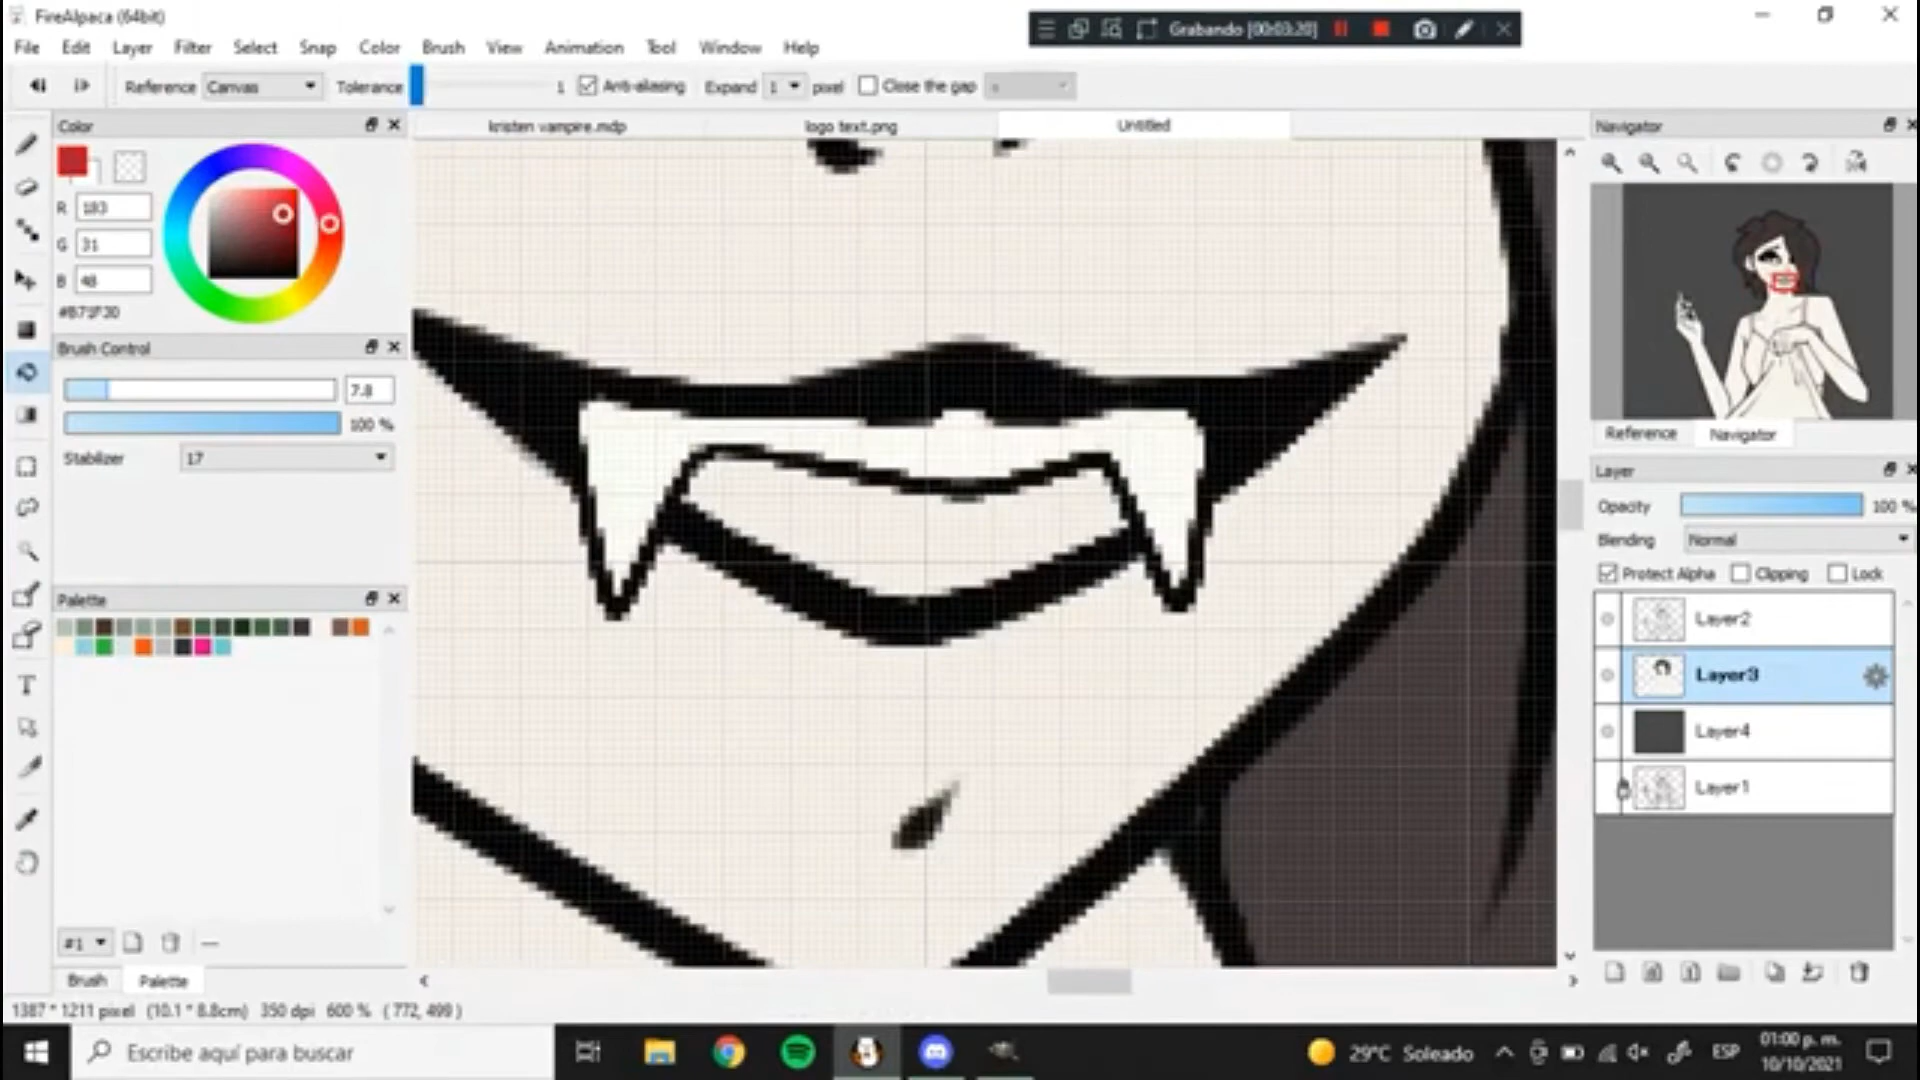 FireAlpaca (64bit)
Grabando [00:03:20]
File Edit Layer Filter Select Snap Color Brush View Animation Tool Window Help
Reference Canvas Tolerance 1 Anti-aliasing Expand 1 pixel Close the gap
Color
kristen vampire.mdp logo text.png Untitled
Navigator
R 183
G 31
B 48
#B71F30
Brush Control
7.8
100 %
Stabilizer 17
Reference Navigator
Layer
Opacity 100 %
Blending Normal
Protect Alpha Clipping Lock
Palette
Layer2
Layer3
Layer4
Layer1
T
#1
Brush Palette
1387 * 1211 pixel (10.1 * 8.8cm) 350 dpi 600 % ( 772, 499 )
Escribe aquí para buscar
29°C Soleado
ESP
01:00 p. m.
10/10/2021